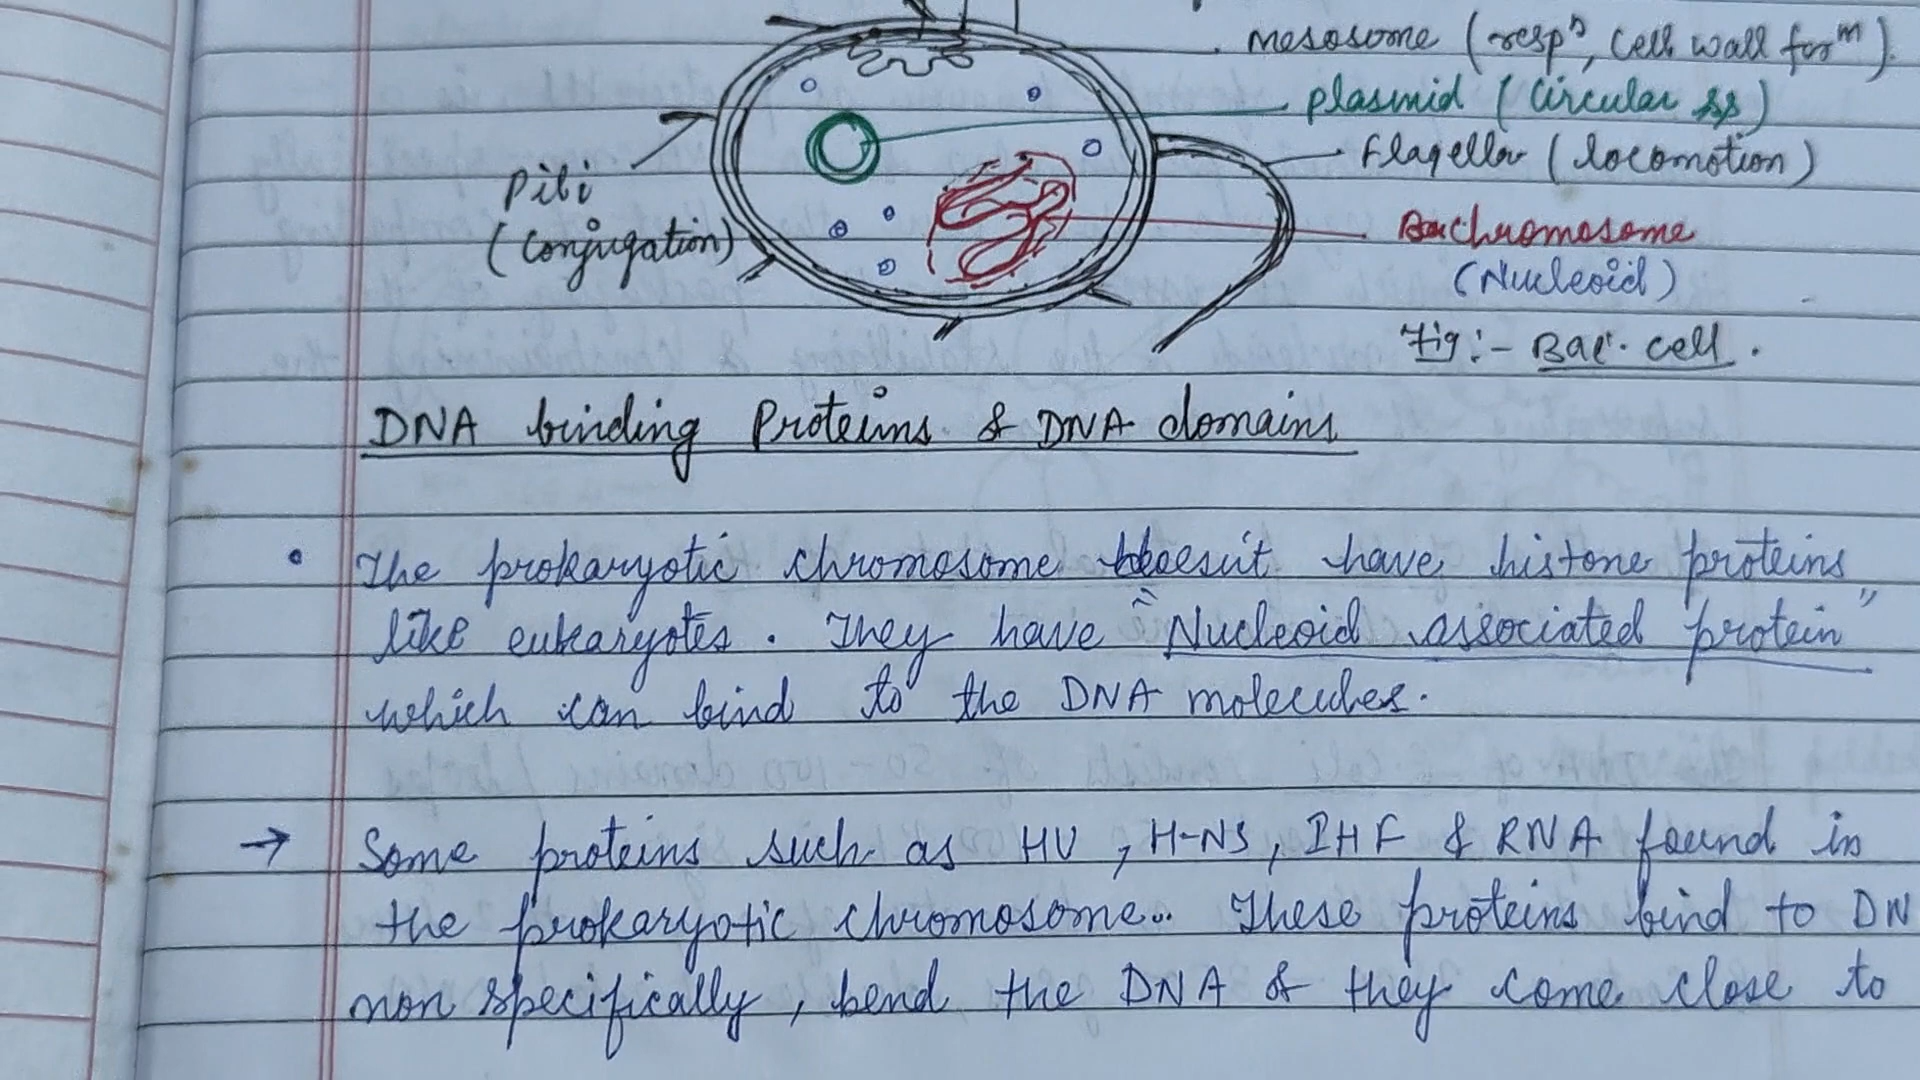 mesosome (respⁿ, Cell wall forᵐ).
plasmid (Circular ss)
Flagella (locomotion)
Pili
(Conjugation)
chromosome
(Nucleoid)
Fig:- Bac. cell.
DNA binding Proteins & DNA domains
• The prokaryotic chromosome doesn't have histone proteins
like eukaryotes. They have "Nucleoid associated protein"
which can bind to the DNA molecules.
→ Some proteins such as HU, H-NS, IHF & RNA found in
the prokaryotic chromosome.. These proteins bind to DN
non specifically, bend the DNA & they come close to